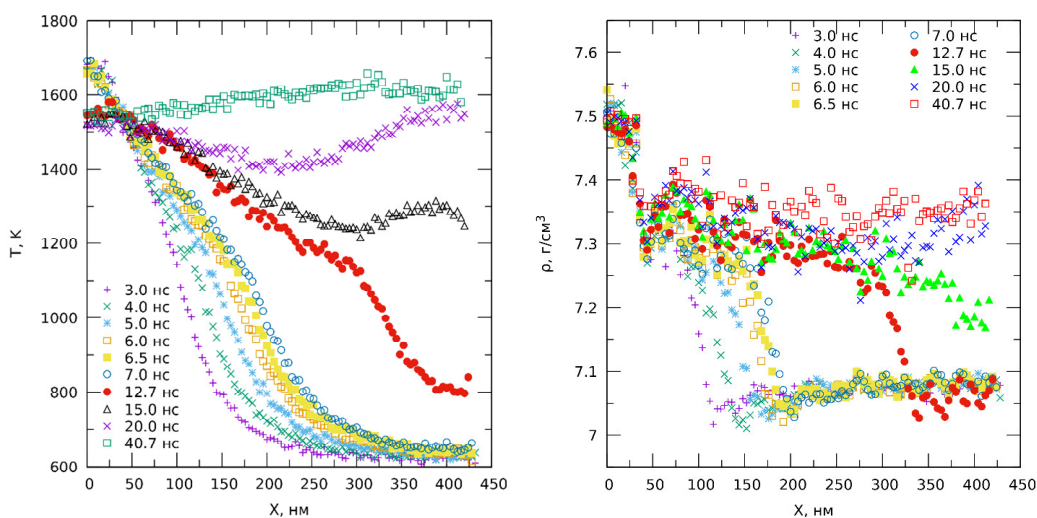 1800
1600
1400
1200
1000
800
600
T, К
3.0 нс
4.0 нс
5.0 нс
6.0 нс
6.5 нс
7.0 нс
12.7 нс
15.0 нс
20.0 нс
40.7 нс
0 50 100 150 200 250 300 350 400 450
X, нм
7.6
7.5
7.4
7.3
7.2
7.1
7
ρ, г/см³
3.0 нс 7.0 нс
4.0 нс 12.7 нс
5.0 нс 15.0 нс
6.0 нс 20.0 нс
6.5 нс 40.7 нс
0 50 100 150 200 250 300 350 400 450
X, нм